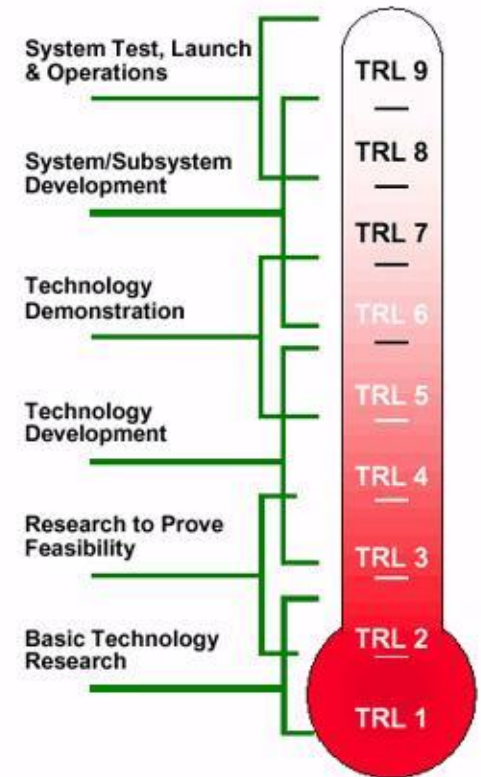 System Test, Launch
& Operations
System/Subsystem
Development
Technology
Demonstration
Technology
Development
Research to Prove
Feasibility
Basic Technology
Research
TRL 9
TRL 8
TRL 7
TRL 6
TRL 5
TRL 4
TRL 3
TRL 2
TRL 1